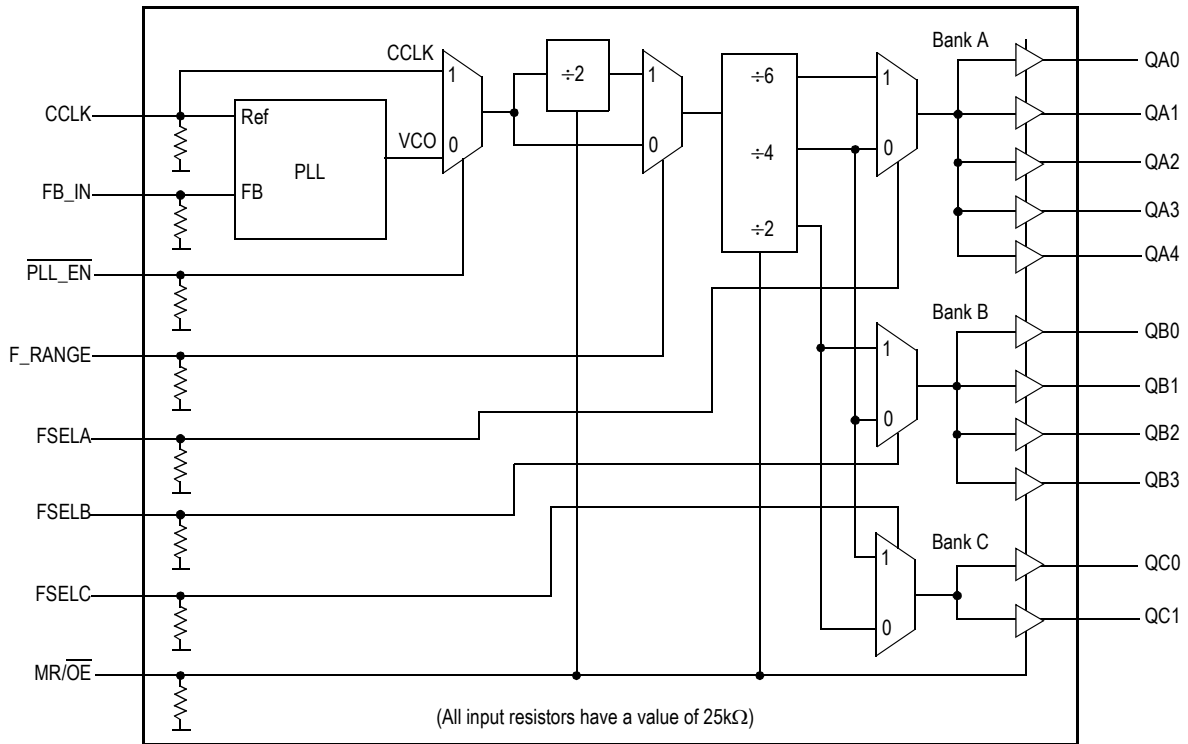 CCLK
FB_IN
PLL_EN
F_RANGE
FSELA
FSELB
FSELC
MR/OE
Ref
FB
PLL
CCLK
VCO
1
0
÷2
1
0
÷6
÷4
÷2
1
0
Bank A
QA0
QA1
QA2
QA3
QA4
1
0
Bank B
QB0
QB1
QB2
QB3
1
0
Bank C
QC0
QC1
(All input resistors have a value of 25kΩ)